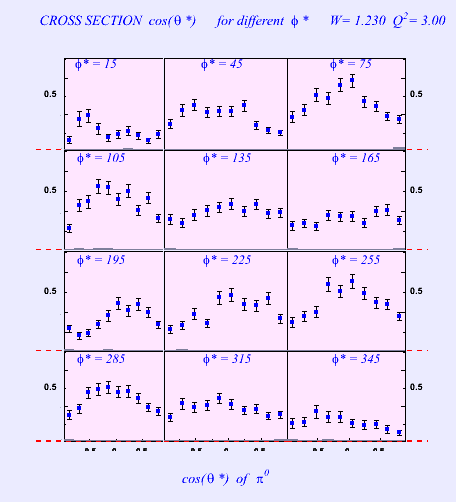 CROSS SECTION cos(θ *) for different ϕ * W= 1.230 Q²= 3.00
ϕ* = 15 ϕ* = 45 ϕ* = 75
0.5 0.5
ϕ* = 105 ϕ* = 135 ϕ* = 165
0.5 0.5
ϕ* = 195 ϕ* = 225 ϕ* = 255
0.5 0.5
ϕ* = 285 ϕ* = 315 ϕ* = 345
0.5 0.5
cos(θ *) of π⁰